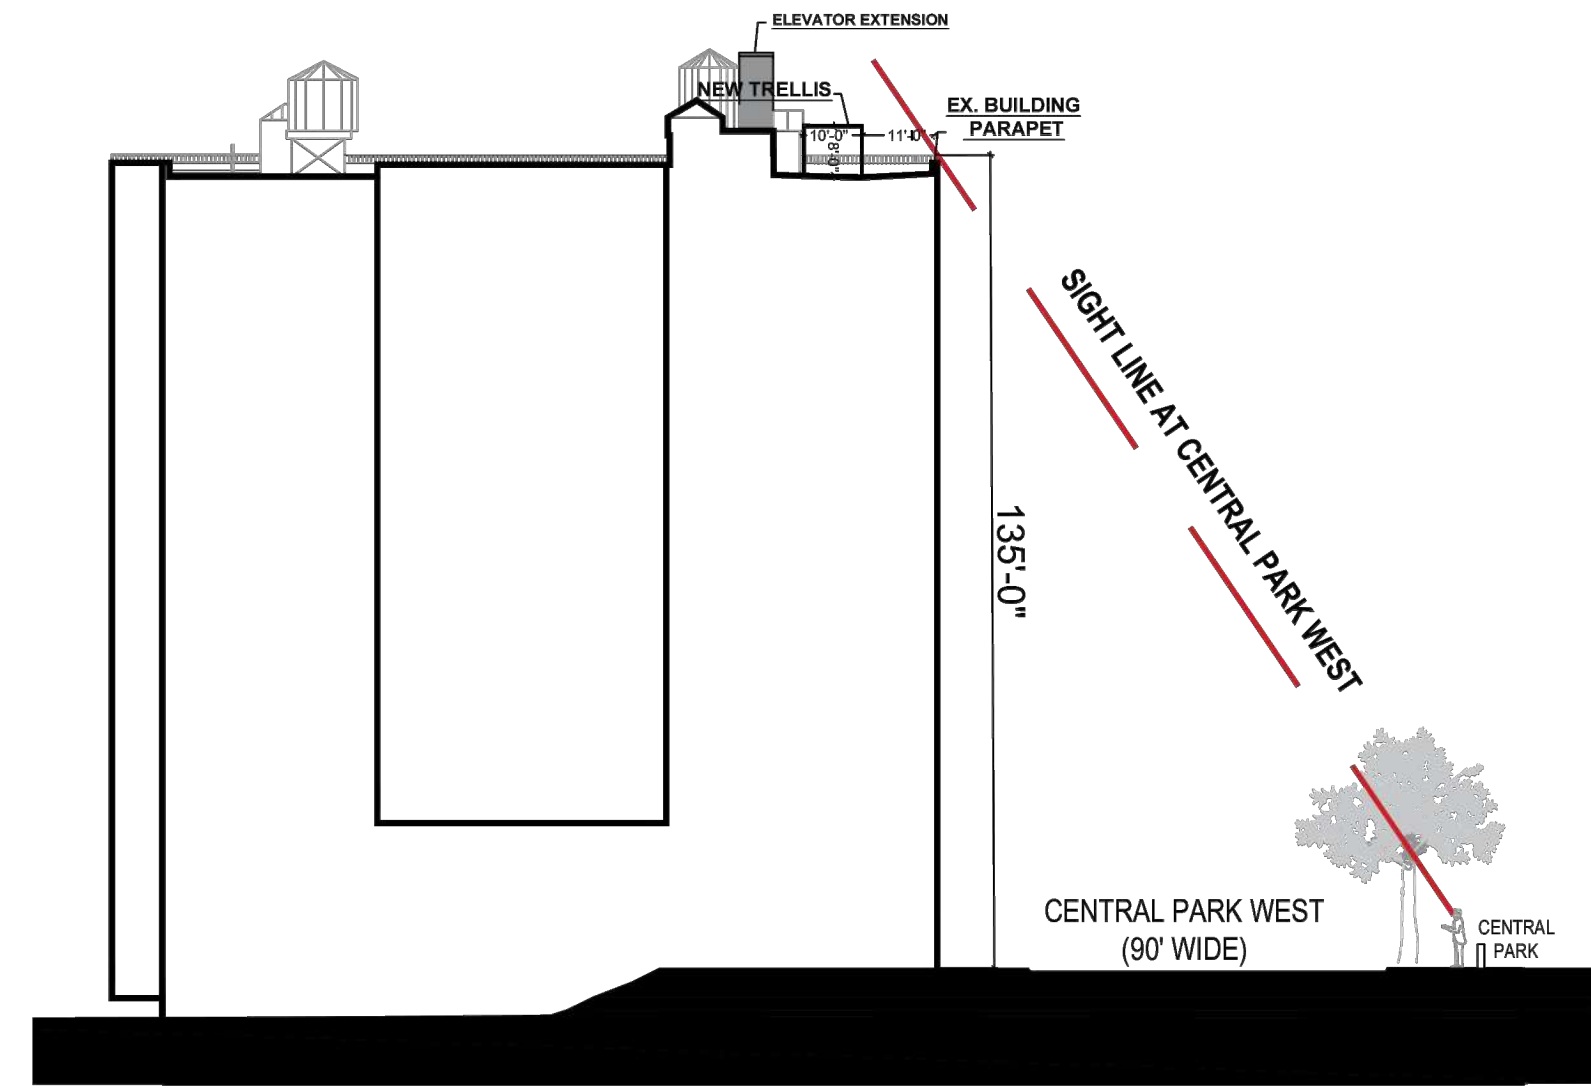 ELEVATOR EXTENSION
NEW TRELLIS
EX. BUILDING
PARAPET
10'-0"
11'-0"
8'-0"
SIGHT LINE AT CENTRAL PARK WEST
135'-0"
CENTRAL PARK WEST
(90' WIDE)
CENTRAL
PARK